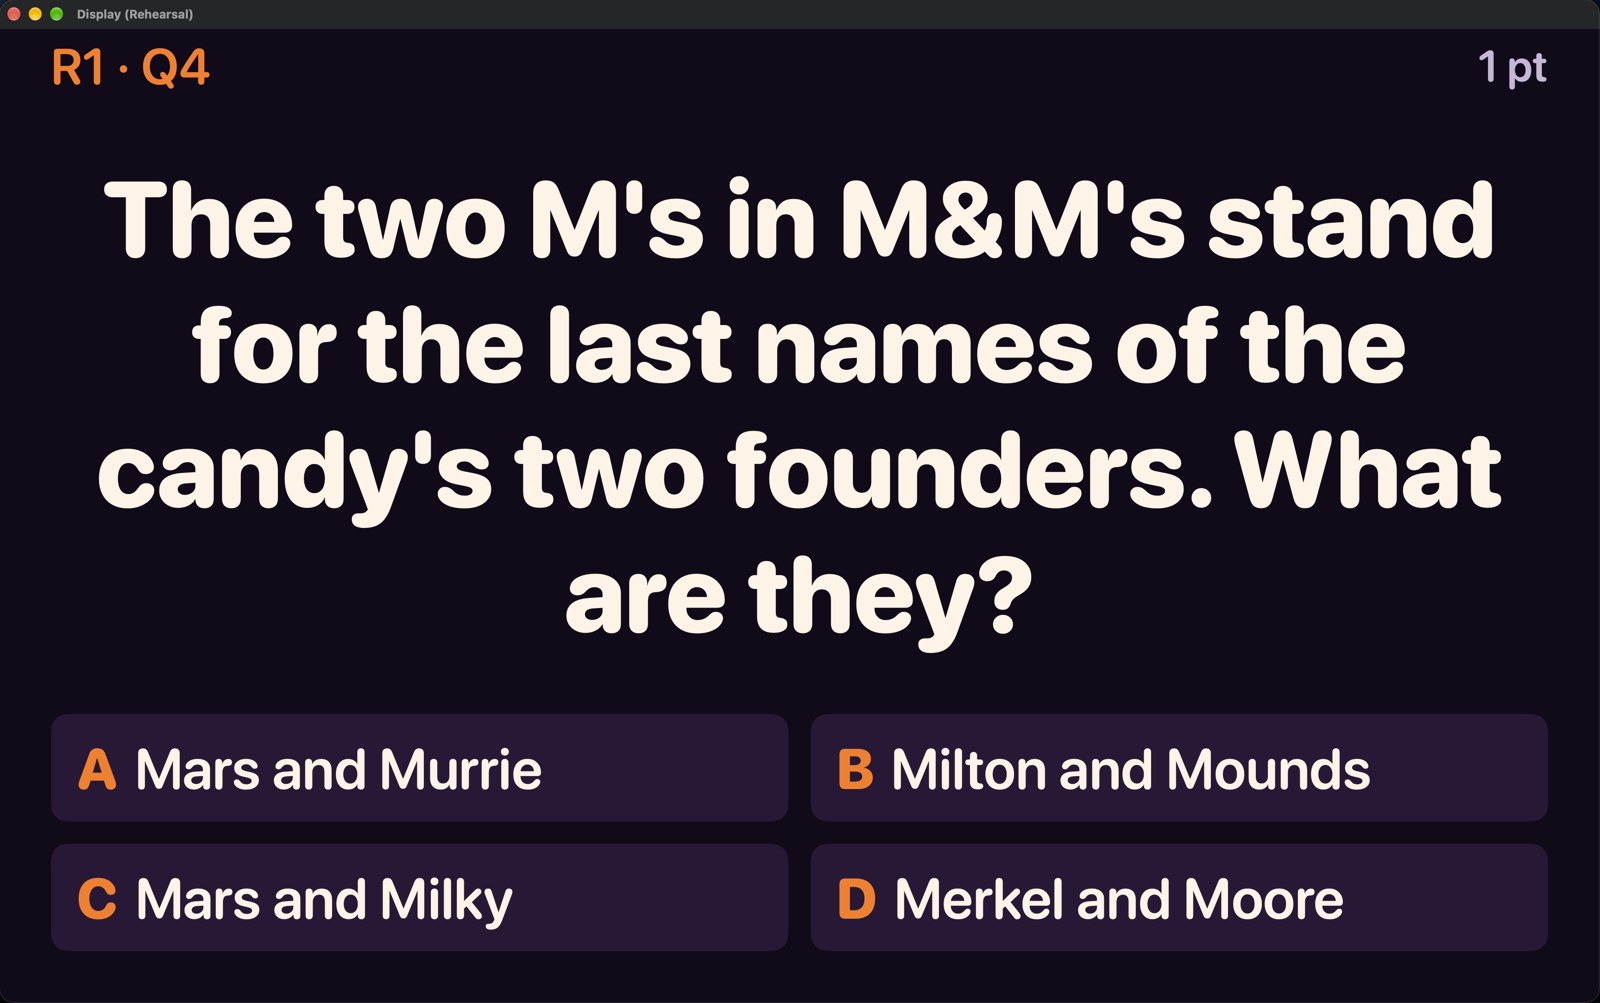 Display (Rehearsal)
R1 · Q4
1 pt
The two M's in M&M's stand
for the last names of the
candy's two founders. What
are they?
A Mars and Murrie
B Milton and Mounds
C Mars and Milky
D Merkel and Moore